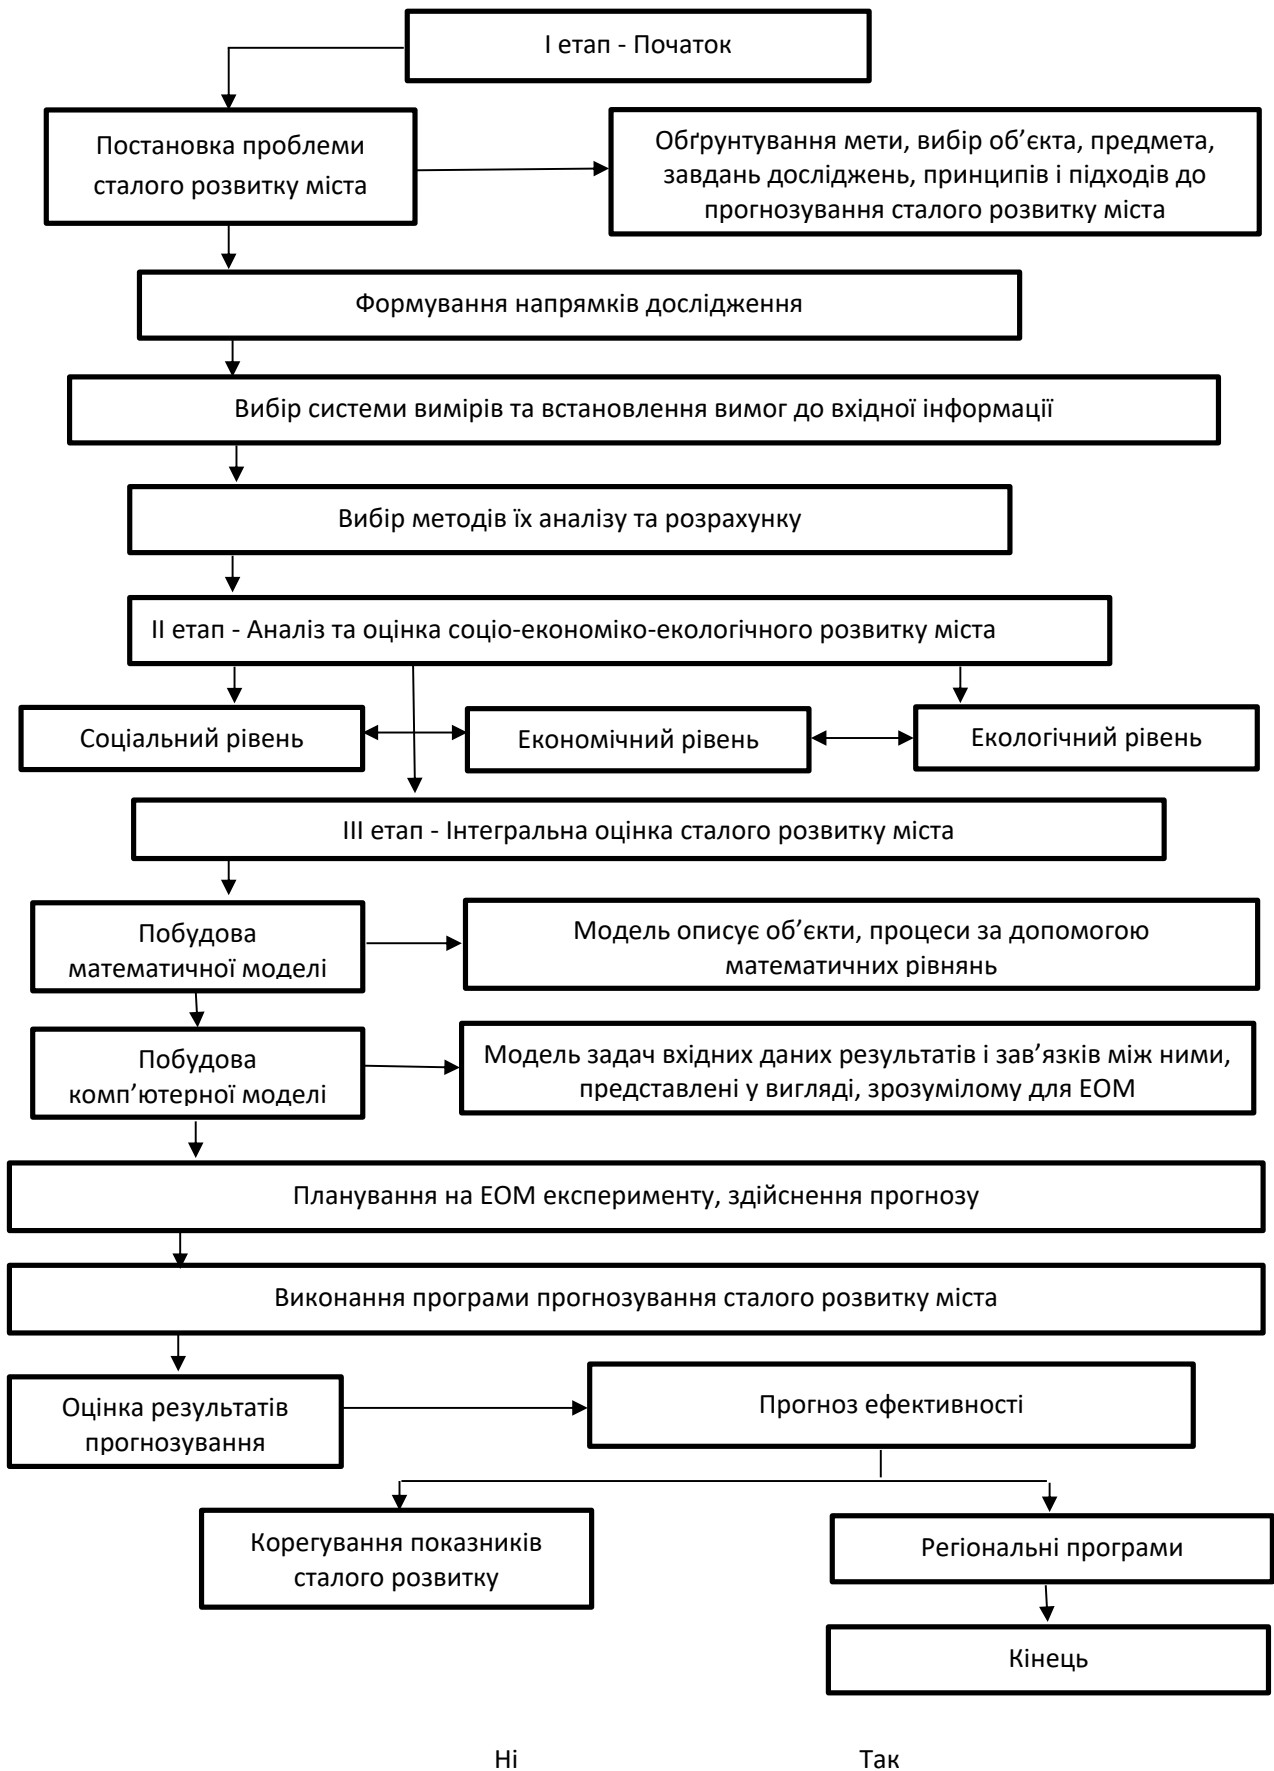 І етап - Початок
Постановка проблеми
сталого розвитку міста
Обґрунтування мети, вибір об’єкта, предмета,
завдань досліджень, принципів і підходів до
прогнозування сталого розвитку міста
Формування напрямків дослідження
Вибір системи вимірів та встановлення вимог до вхідної інформації
Вибір методів їх аналізу та розрахунку
ІІ етап - Аналіз та оцінка соціо-економіко-екологічного розвитку міста
Соціальний рівень
Економічний рівень
Екологічний рівень
ІІІ етап - Інтегральна оцінка сталого розвитку міста
Побудова
математичної моделі
Модель описує об’єкти, процеси за допомогою
математичних рівнянь
Побудова
комп’ютерної моделі
Модель задач вхідних даних результатів і зав’язків між ними,
представлені у вигляді, зрозумілому для ЕОМ
Планування на ЕОМ експерименту, здійснення прогнозу
Виконання програми прогнозування сталого розвитку міста
Оцінка результатів
прогнозування
Прогноз ефективності
Корегування показників
сталого розвитку
Регіональні програми
Кінець
Ні
Так